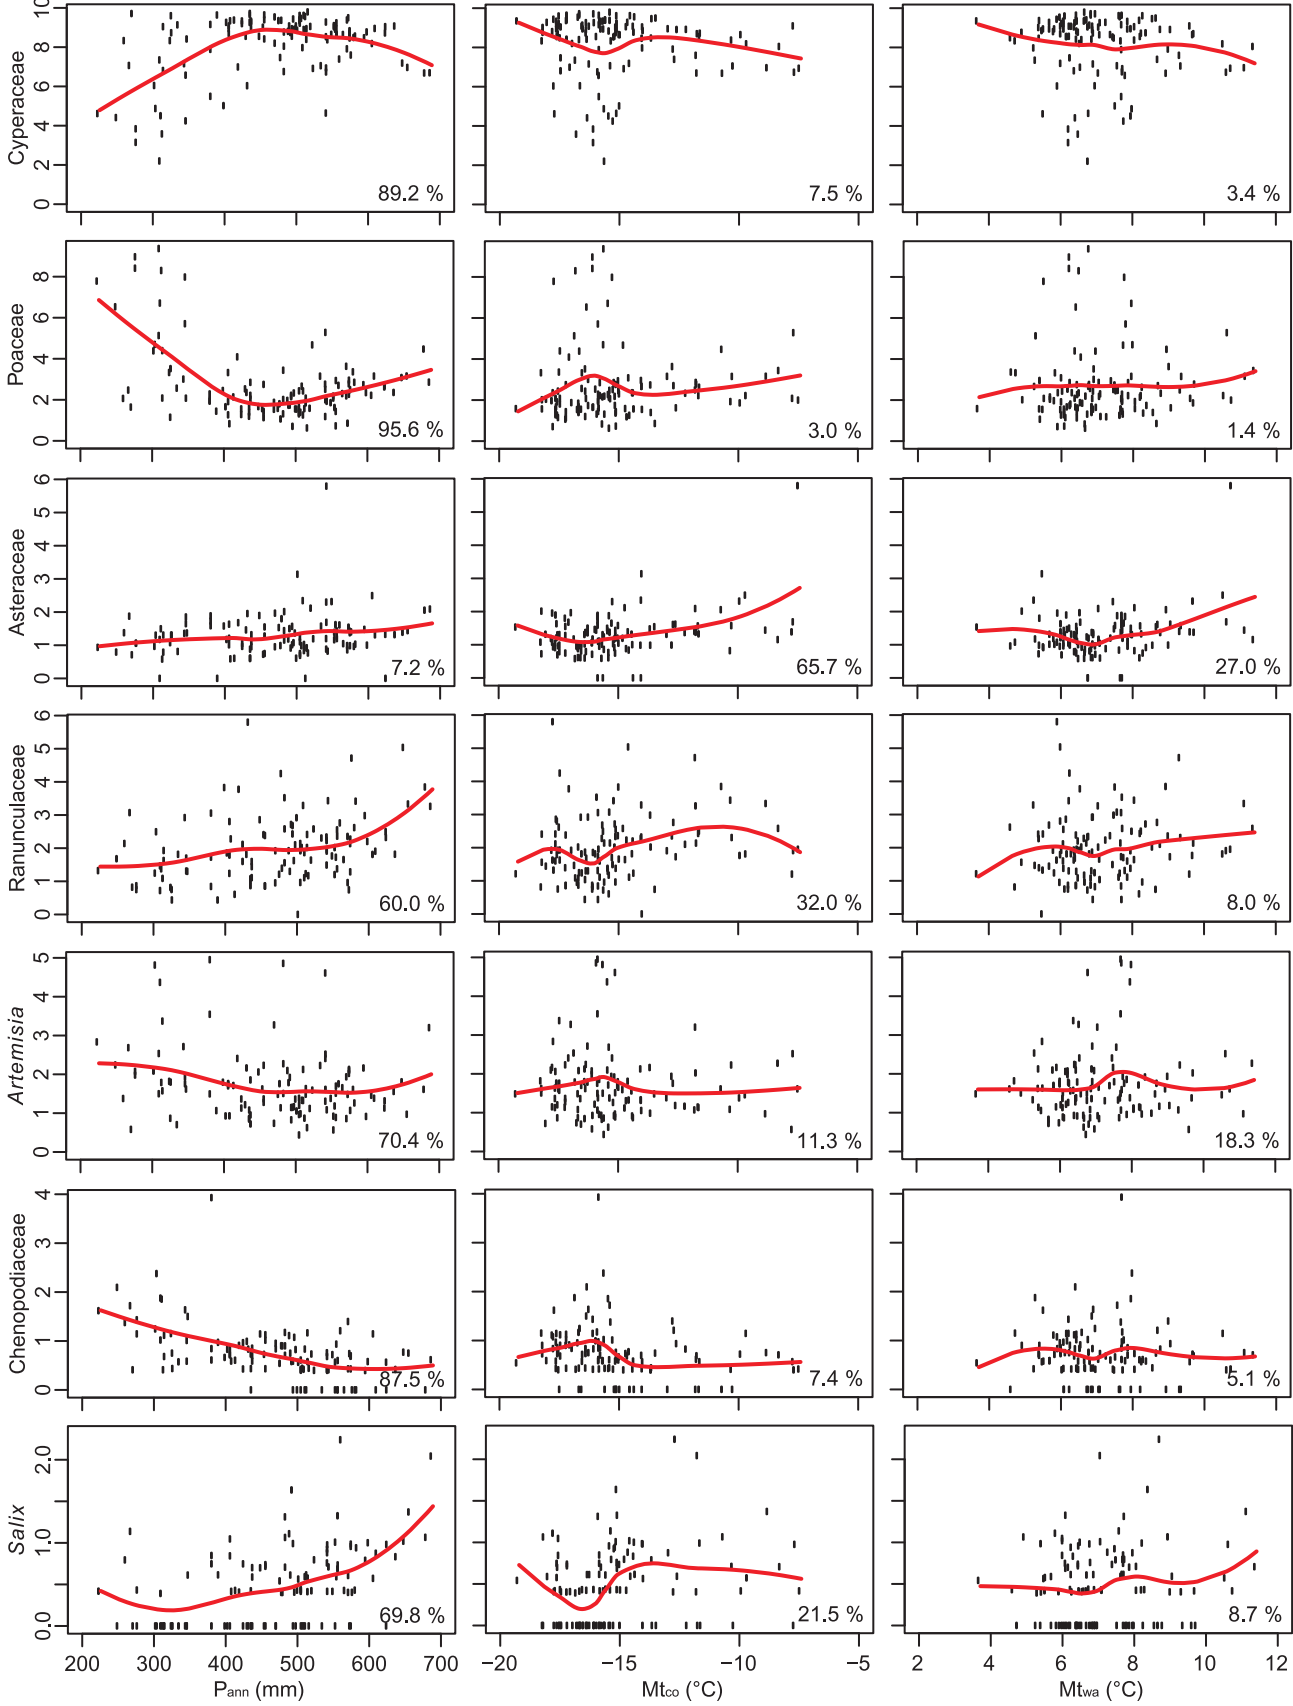 Cyperaceae
0 2 4 6 8 10
89.2 %
7.5 %
3.4 %
Poaceae
0 2 4 6 8
95.6 %
3.0 %
1.4 %
Asteraceae
0 1 2 3 4 5 6
7.2 %
65.7 %
27.0 %
Ranunculaceae
0 1 2 3 4 5 6
60.0 %
32.0 %
8.0 %
Artemisia
0 1 2 3 4 5
70.4 %
11.3 %
18.3 %
Chenopodiaceae
0 1 2 3 4
87.5 %
7.4 %
5.1 %
Salix
0.0 1.0 2.0
69.8 %
21.5 %
8.7 %
200 300 400 500 600 700
−20 −15 −10 −5
2 4 6 8 10 12
Pann (mm)
Mtco (°C)
Mtwa (°C)